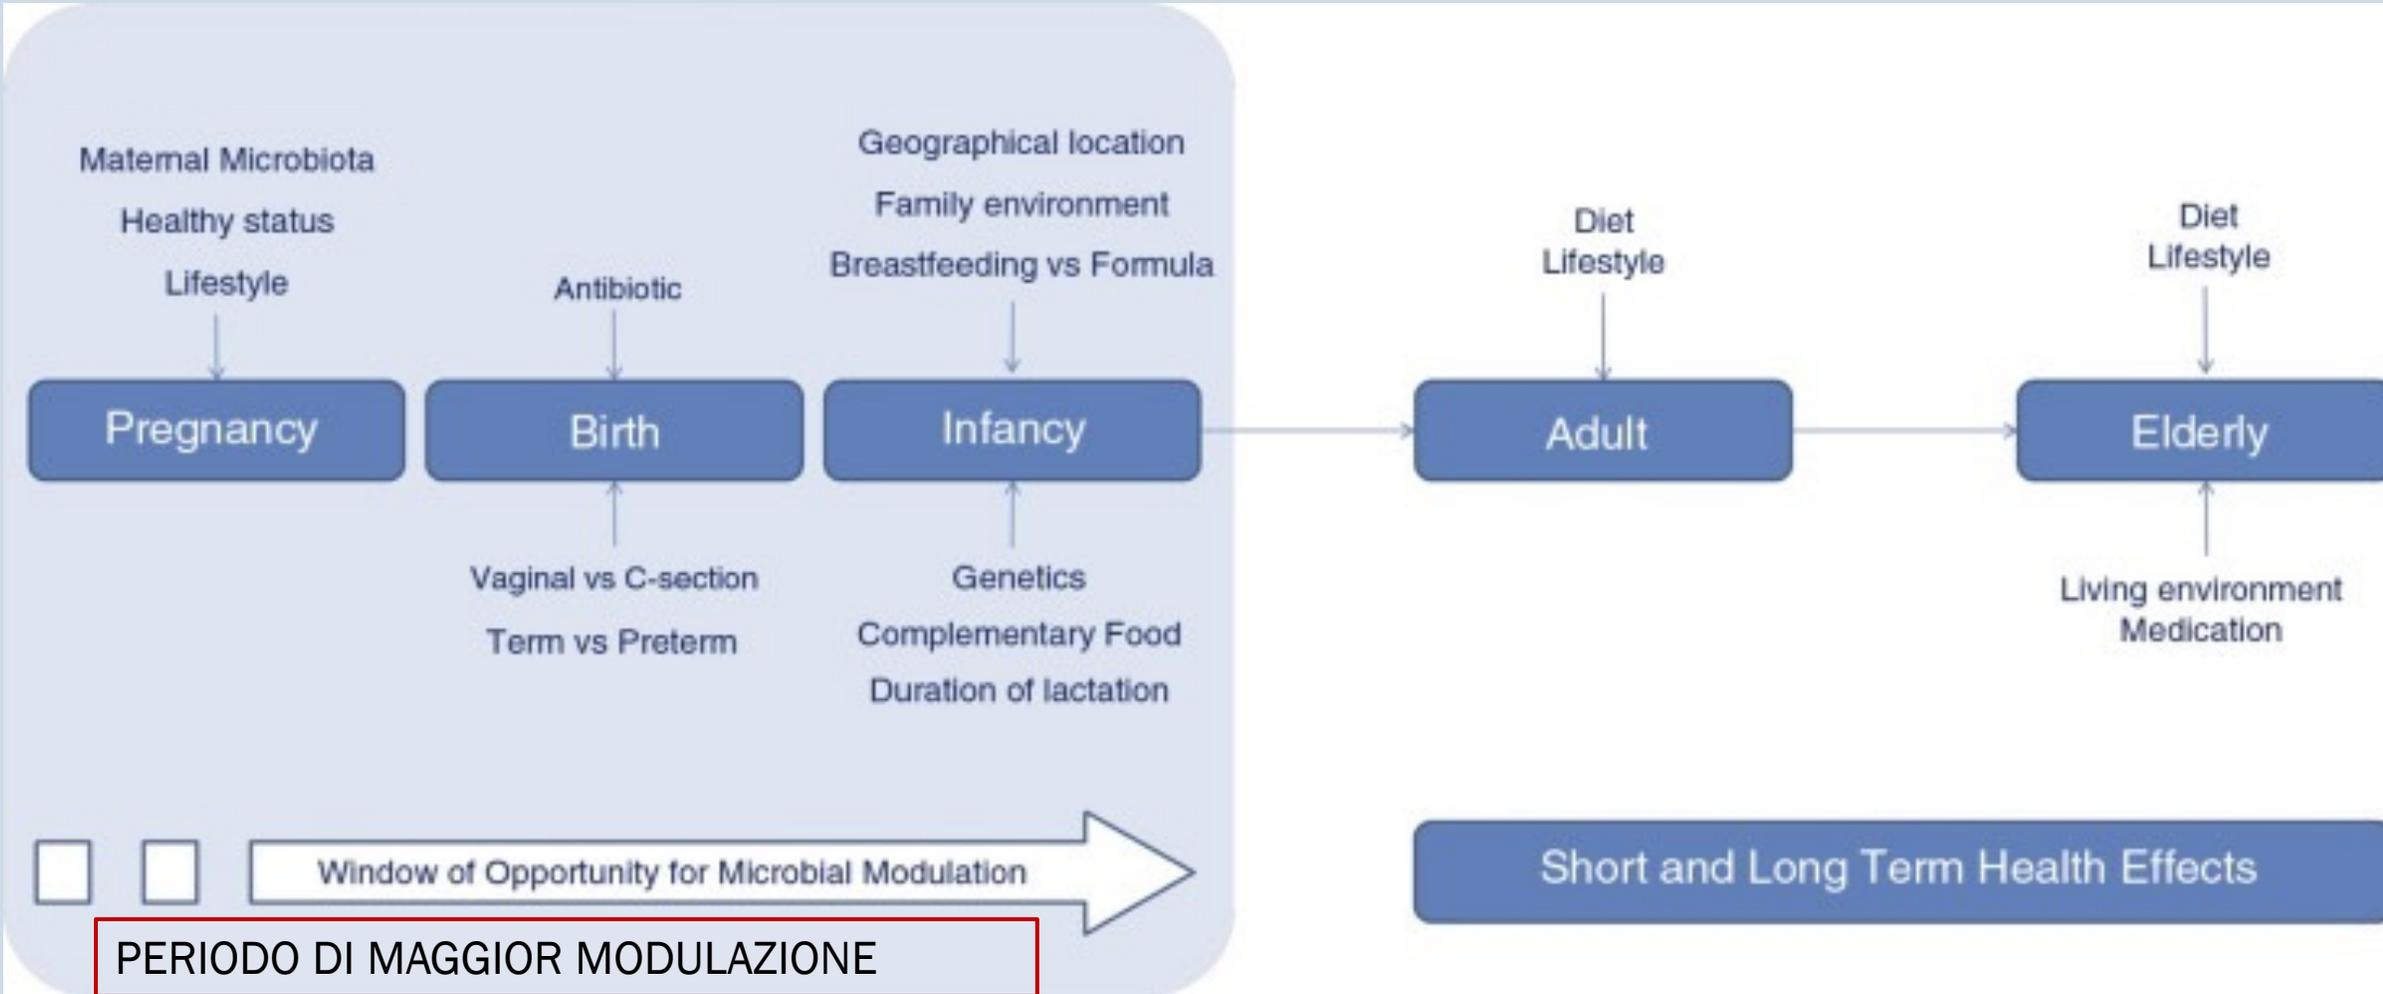 Maternal Microbiota
Healthy status
Lifestyle
Antibiotic
Geographical location
Family environment
Breastfeeding vs Formula
Diet
Lifestyle
Diet
Lifestyle
Pregnancy
Birth
Infancy
Adult
Elderly
Vaginal vs C-section
Term vs Preterm
Genetics
Complementary Food
Duration of lactation
Living environment
Medication
Window of Opportunity for Microbial Modulation
Short and Long Term Health Effects
PERIODO DI MAGGIOR MODULAZIONE